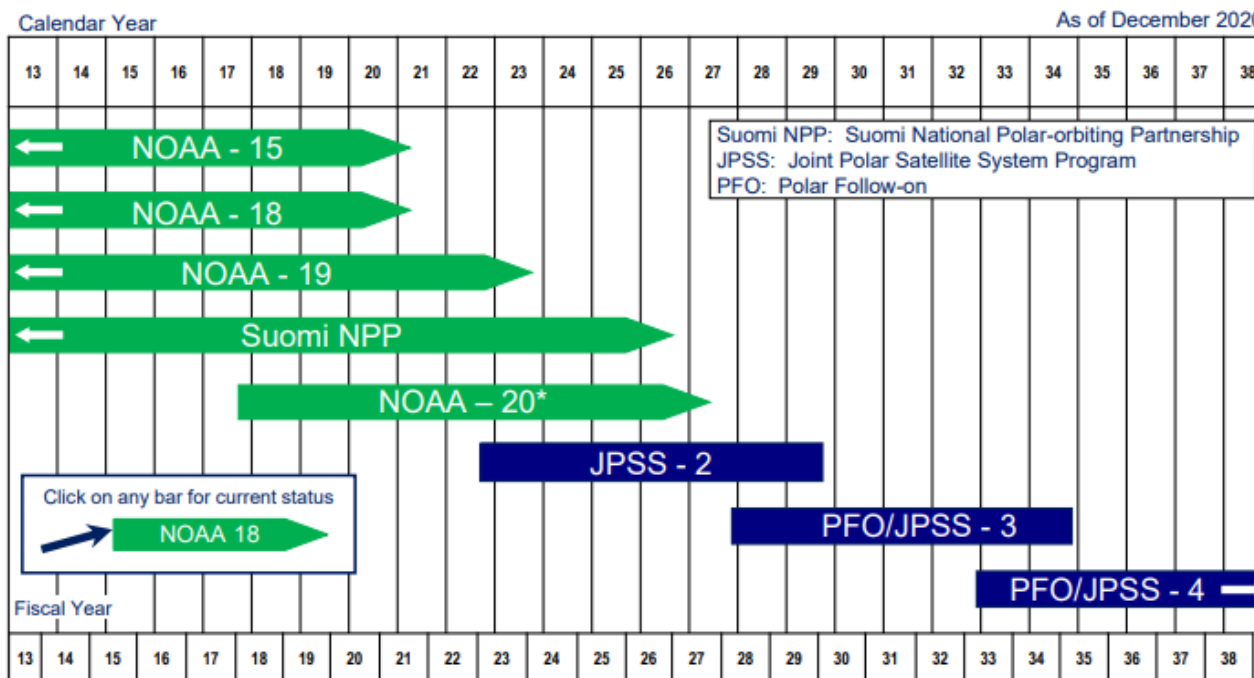 Calendar Year
As of December 2020
13 14 15 16 17 18 19 20 21 22 23 24 25 26 27 28 29 30 31 32 33 34 35 36 37 38
NOAA - 15
Suomi NPP: Suomi National Polar-orbiting Partnership
JPSS: Joint Polar Satellite System Program
PFO: Polar Follow-on
NOAA - 18
NOAA - 19
Suomi NPP
NOAA – 20*
JPSS - 2
Click on any bar for current status
NOAA 18
PFO/JPSS - 3
PFO/JPSS - 4
Fiscal Year
13 14 15 16 17 18 19 20 21 22 23 24 25 26 27 28 29 30 31 32 33 34 35 36 37 38